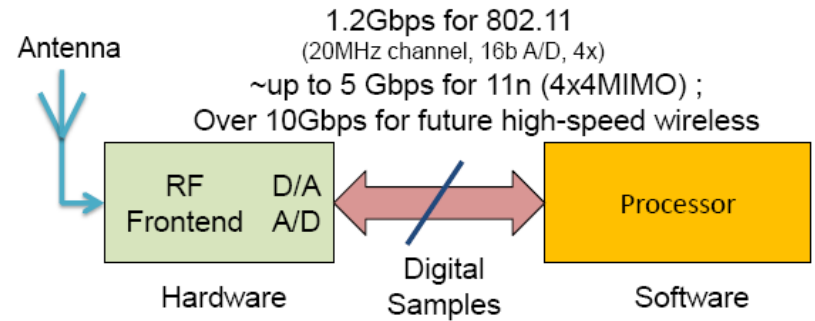 1.2Gbps for 802.11
Antenna
(20MHz channel, 16b A/D, 4x)
~up to 5 Gbps for 11n (4x4MIMO) ;
Over 10Gbps for future high-speed wireless
RF
Frontend
D/A
A/D
Processor
Digital
Samples
Hardware
Software